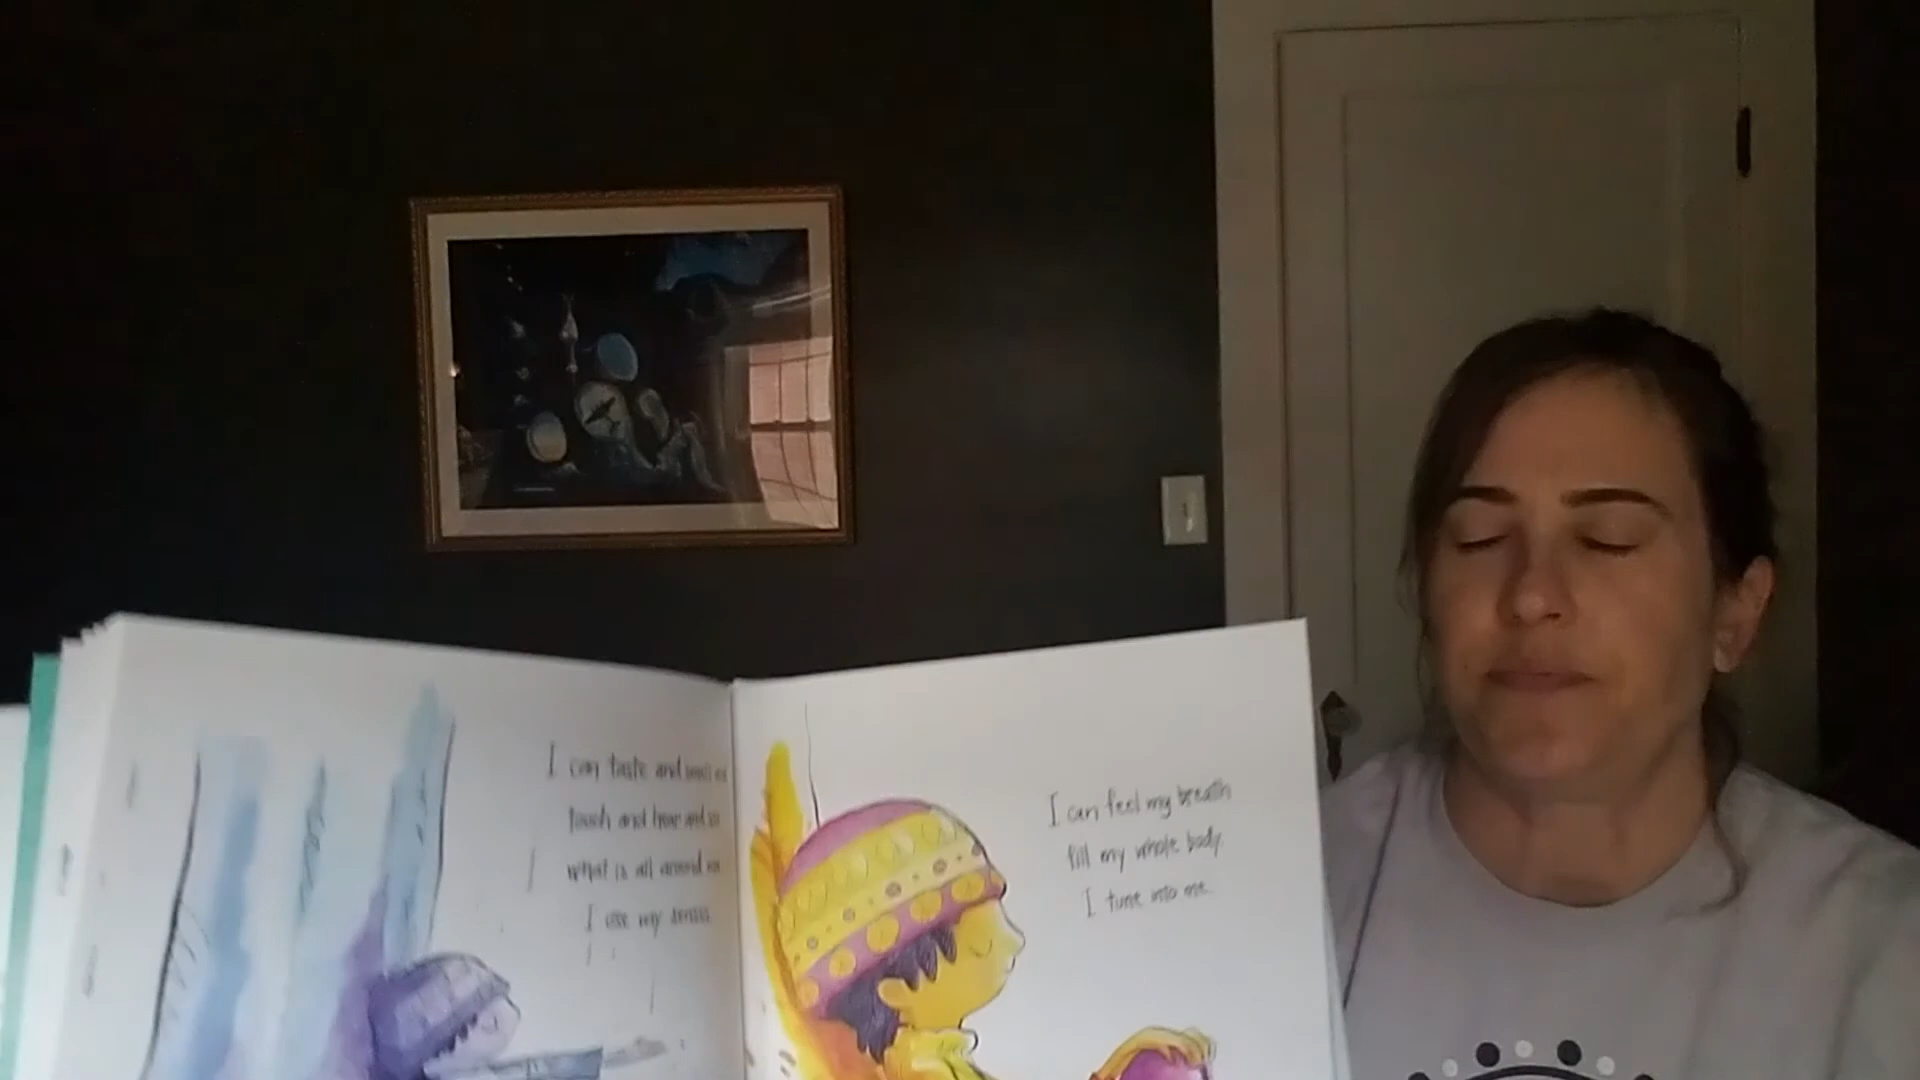 I can taste and
touch and hear and
what is all around
I use my senses
I can feel my breath
fill my whole body.
I tune into me.